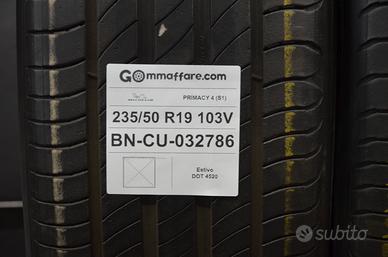 Gommaffare.com
PRIMACY 4 (S1)
235/50 R19 103V
BN-CU-032786
Estivo
DOT 4520
subito